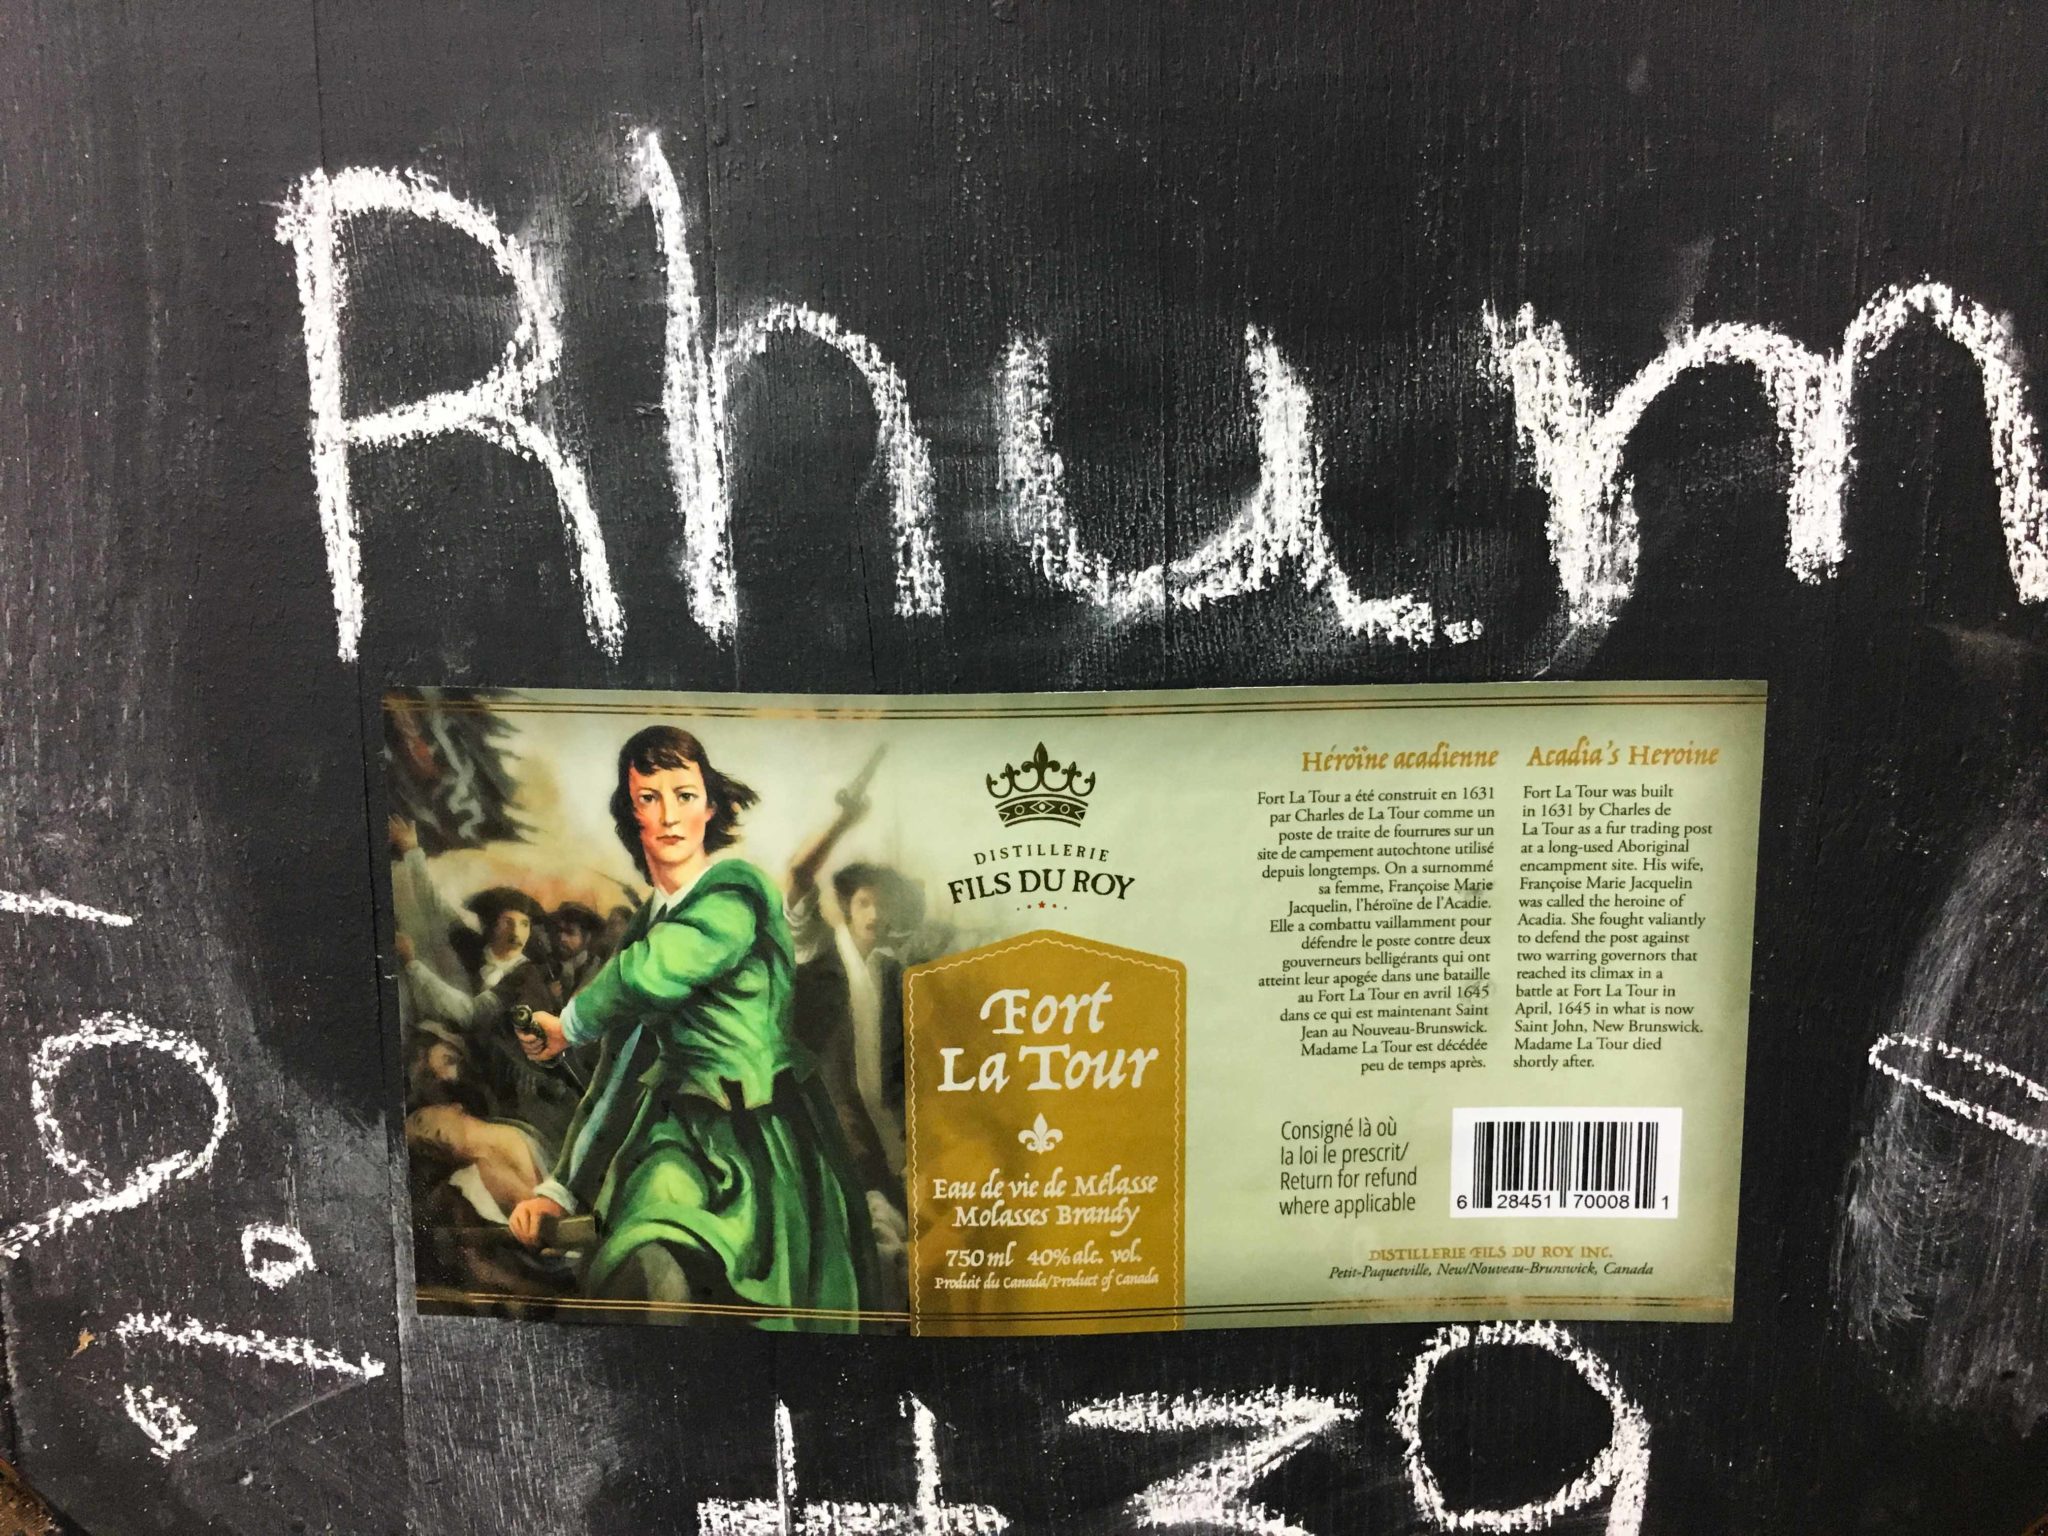 Rhum
DISTILLERIE
FILS DU ROY
Fort
La Tour
Eau de vie de Mélasse
Molasses Brandy
750 ml 40% alc. vol.
Produit du Canada/Product of Canada
Héroïne acadienne
Fort La Tour a été construit en 1631
par Charles de La Tour comme un
poste de traite de fourrures sur un
site de campement autochtone utilisé
depuis longtemps. On a surnommé
sa femme, Françoise Marie
Jacquelin, l'héroïne de l'Acadie.
Elle a combattu vaillamment pour
défendre le poste contre deux
gouverneurs belligérants qui ont
atteint leur apogée dans une bataille
au Fort La Tour en avril 1645
dans ce qui est maintenant Saint
Jean au Nouveau-Brunswick.
Madame La Tour est décédée
peu de temps après.
Acadia's Heroine
Fort La Tour was built
in 1631 by Charles de
La Tour as a fur trading post
at a long-used Aboriginal
encampment site. His wife,
Françoise Marie Jacquelin
was called the heroine of
Acadia. She fought valiantly
to defend the post against
two warring governors that
reached its climax in a
battle at Fort La Tour in
April, 1645 in what is now
Saint John, New Brunswick.
Madame La Tour died
shortly after.
Consigné là où
la loi le prescrit/
Return for refund
where applicable
6 28451 70008 1
DISTILLERIE FILS DU ROY INC.
Petit-Paquetville, New/Nouveau-Brunswick, Canada